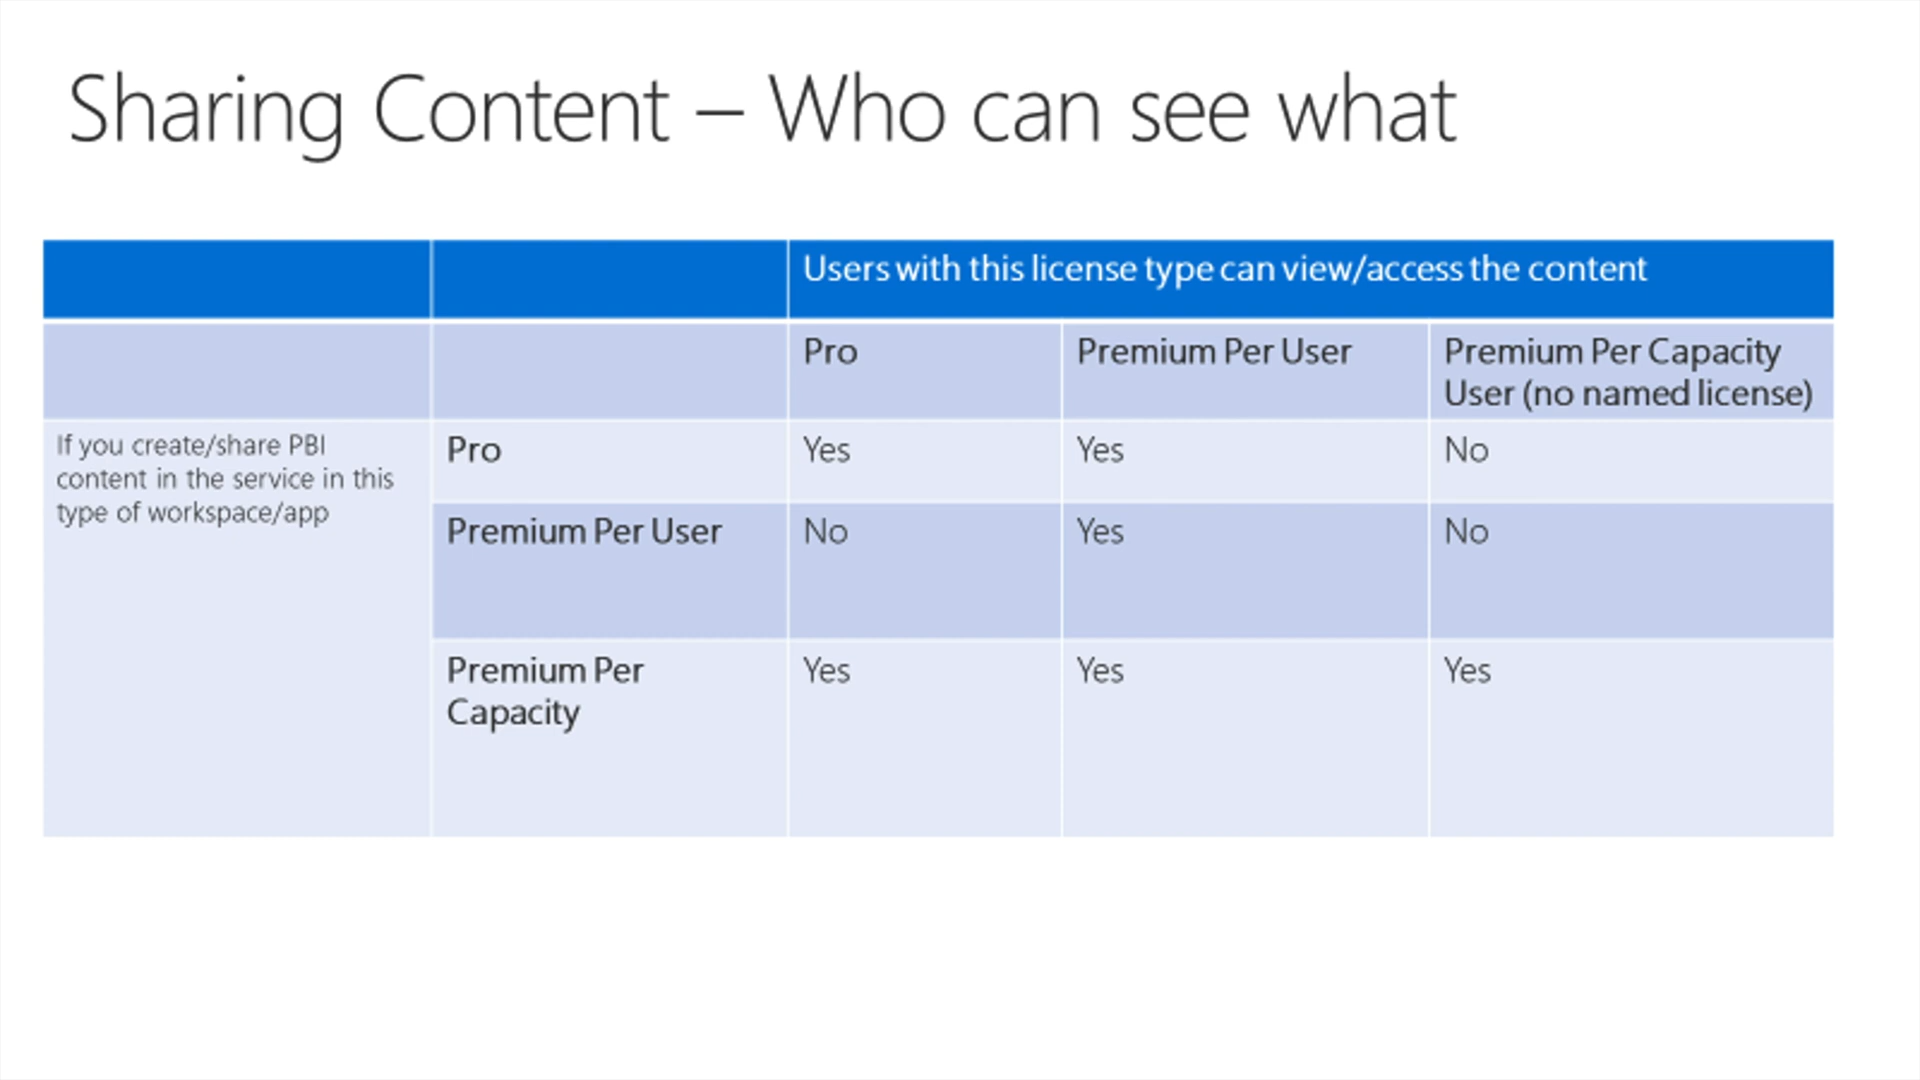 Sharing Content – Who can see what
Users with this license type can view/access the content
Pro
Premium Per User
Premium Per Capacity
User (no named license)
If you create/share PBI
content in the service in this
type of workspace/app
Pro
Yes
Yes
No
Premium Per User
No
Yes
No
Premium Per
Capacity
Yes
Yes
Yes